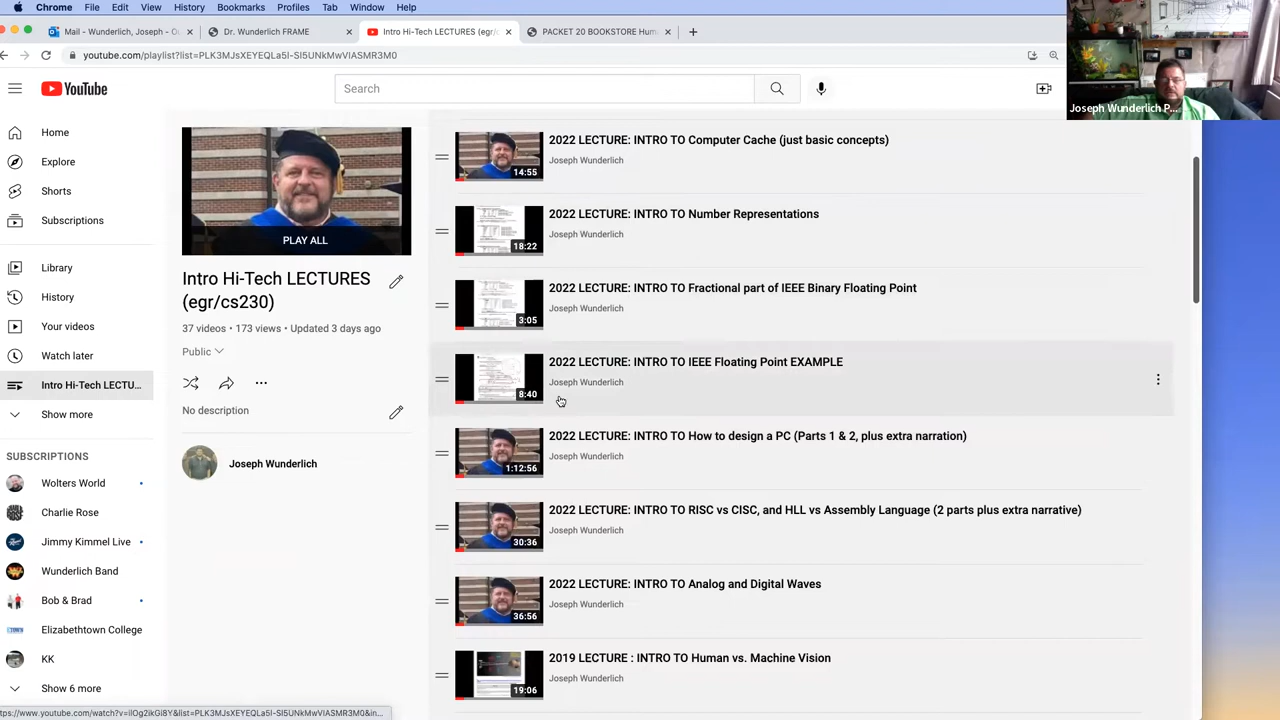 Chrome File Edit View History Bookmarks Profiles Tab Window Help
Mail - Wunderlich, Joseph - O
Dr. Wunderlich FRAME
Intro Hi-Tech LECTURES (egr/c
PACKET 20 BOOKSTORE Hum
youtube.com/playlist?list=PLK3MJsXEYEQLa5I-SI5UNkMwVIASMR3M0
YouTube
Search
Joseph Wunderlich P...
Home
Explore
Shorts
Subscriptions
Library
History
Your videos
Watch later
Intro Hi-Tech LECTU...
Show more
SUBSCRIPTIONS
Wolters World
Charlie Rose
Jimmy Kimmel Live
Wunderlich Band
Bob & Brad
Elizabethtown College
KK
Show 6 more
PLAY ALL
Intro Hi-Tech LECTURES
(egr/cs230)
37 videos • 173 views • Updated 3 days ago
Public
No description
Joseph Wunderlich
2022 LECTURE: INTRO TO Computer Cache (just basic concepts)
Joseph Wunderlich
14:55
2022 LECTURE: INTRO TO Number Representations
Joseph Wunderlich
18:22
2022 LECTURE: INTRO TO Fractional part of IEEE Binary Floating Point
Joseph Wunderlich
3:05
2022 LECTURE: INTRO TO IEEE Floating Point EXAMPLE
Joseph Wunderlich
8:40
2022 LECTURE: INTRO TO How to design a PC (Parts 1 & 2, plus extra narration)
Joseph Wunderlich
1:12:56
2022 LECTURE: INTRO TO RISC vs CISC, and HLL vs Assembly Language (2 parts plus extra narrative)
Joseph Wunderlich
30:36
2022 LECTURE: INTRO TO Analog and Digital Waves
Joseph Wunderlich
36:56
2019 LECTURE : INTRO TO Human vs. Machine Vision
Joseph Wunderlich
19:06
tps://www.youtube.com/watch?v=ilOg2ikGi8Y&list=PLK3MJsXEYEQLa5I-SI5UNkMwVIASMR3M0&in...